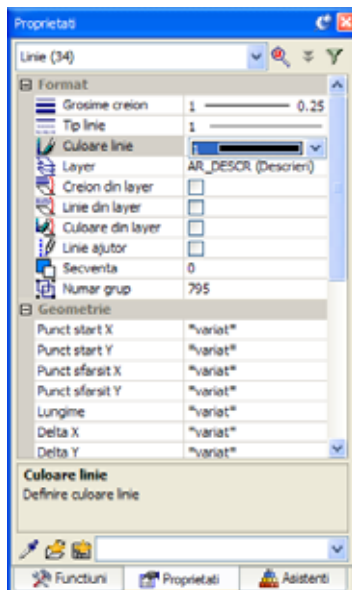 Proprietati
Linie (34)
Format
Grosime creion 1 0.25
Tip linie 1
Culoare linie 1
Layer AR_DESCR (Descrieri)
Creion din layer
Linie din layer
Culoare din layer
Linie ajutor
Secventa 0
Numar grup 795
Geometrie
Punct start X *variat*
Punct start Y *variat*
Punct sfarsit X *variat*
Punct sfarsit Y *variat*
Lungime *variat*
Delta X *variat*
Delta Y *variat*
Culoare linie
Definire culoare linie
Functiuni Proprietati Asistenti